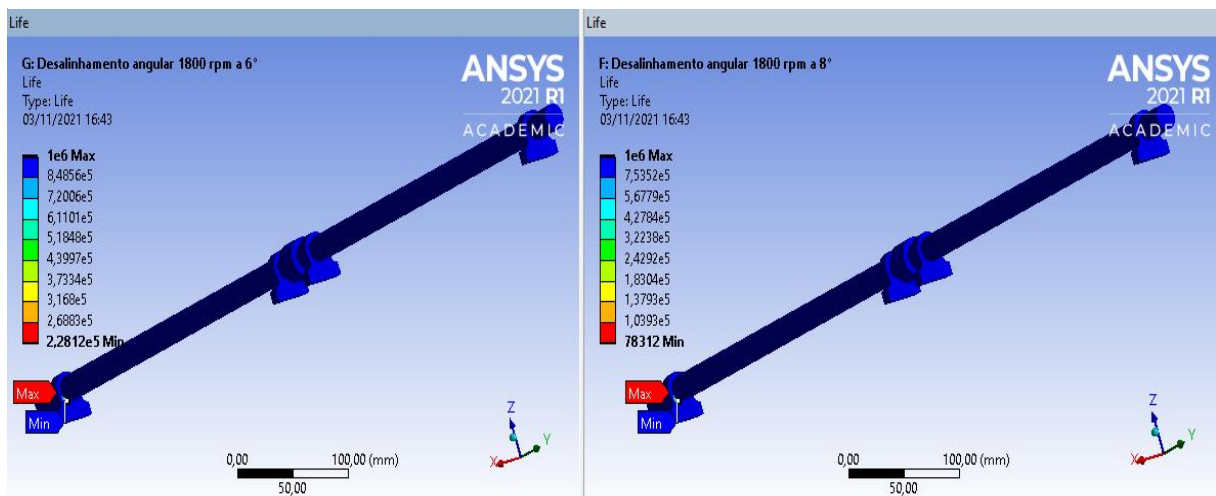 Life
G: Desalinhamento angular 1800 rpm a 6°
Life
Type: Life
03/11/2021 16:43
ANSYS
2021 R1
ACADEMIC
1e6 Max
8,4856e5
7,2006e5
6,1101e5
5,1848e5
4,3997e5
3,7334e5
3,168e5
2,6883e5
2,2812e5 Min
Max
Min
0,00
100,00 (mm)
50,00
Z
Y
X
Life
F: Desalinhamento angular 1800 rpm a 8°
Life
Type: Life
03/11/2021 16:43
ANSYS
2021 R1
ACADEMIC
1e6 Max
7,5352e5
5,6779e5
4,2784e5
3,2238e5
2,4292e5
1,8304e5
1,3793e5
1,0393e5
78312 Min
Max
Min
0,00
100,00 (mm)
50,00
Z
Y
X